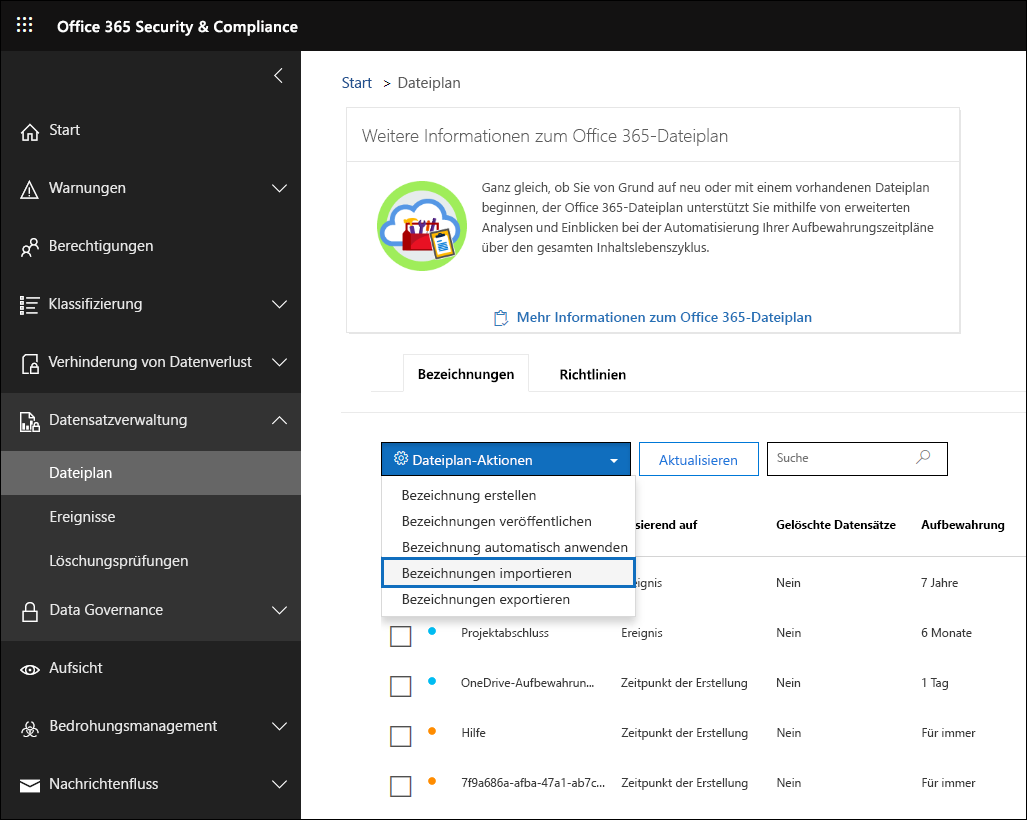 Office 365 Security & Compliance
Start
Warnungen
Berechtigungen
Klassifizierung
Verhinderung von Datenverlust
Datensatzverwaltung
Dateiplan
Ereignisse
Löschungsprüfungen
Data Governance
Aufsicht
Bedrohungsmanagement
Nachrichtenfluss
Start > Dateiplan
Weitere Informationen zum Office 365-Dateiplan
Ganz gleich, ob Sie von Grund auf neu oder mit einem vorhandenen Dateiplan
beginnen, der Office 365-Dateiplan unterstützt Sie mithilfe von erweiterten
Analysen und Einblicken bei der Automatisierung Ihrer Aufbewahrungszeitpläne
über den gesamten Inhaltslebenszyklus.
Mehr Informationen zum Office 365-Dateiplan
Bezeichnungen Richtlinien
Dateiplan-Aktionen Aktualisieren Suche
Bezeichnung erstellen
Bezeichnungen veröffentlichen
Bezeichnung automatisch anwenden
Bezeichnungen importieren
Bezeichnungen exportieren
sierend auf Gelöschte Datensätze Aufbewahrung
eignis Nein 7 Jahre
Projektabschluss Ereignis Nein 6 Monate
OneDrive-Aufbewahrun... Zeitpunkt der Erstellung Nein 1 Tag
Hilfe Zeitpunkt der Erstellung Nein Für immer
7f9a686a-afba-47a1-ab7c... Zeitpunkt der Erstellung Nein Für immer